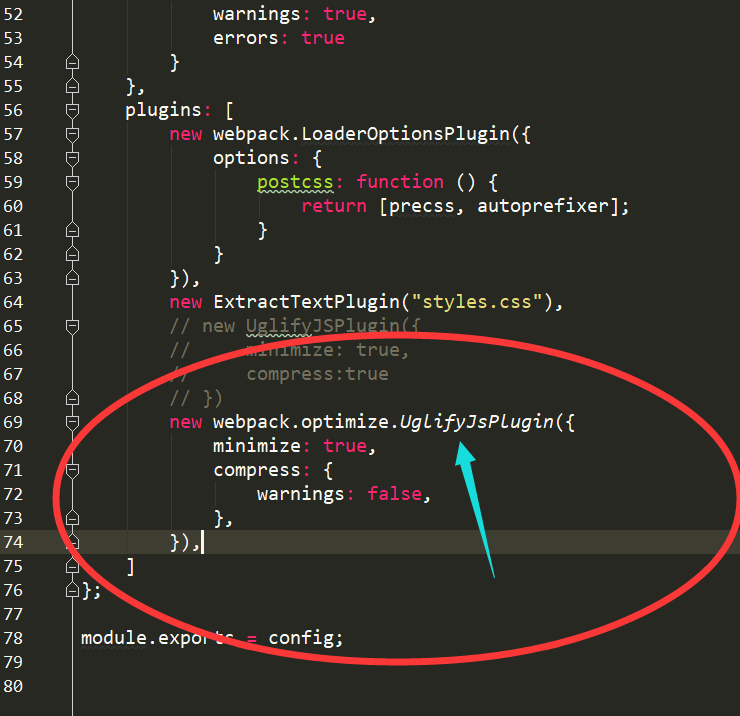 52 warnings: true,
53 errors: true
54 }
55 },
56 plugins: [
57 new webpack.LoaderOptionsPlugin({
58 options: {
59 postcss: function () {
60 return [precss, autoprefixer];
61 }
62 }
63 }),
64 new ExtractTextPlugin("styles.css"),
65 // new UglifyJSPlugin({
66 // minimize: true,
67 // compress:true
68 // })
69 new webpack.optimize.UglifyJsPlugin({
70 minimize: true,
71 compress: {
72 warnings: false,
73 },
74 }),
75 ]
76 };
77
78 module.exports = config;
79
80